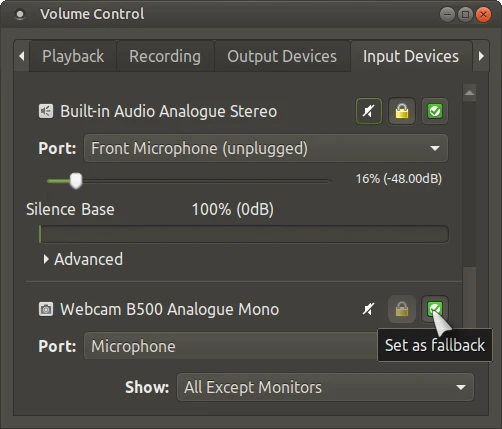 Volume Control
Playback Recording Output Devices Input Devices
Built-in Audio Analogue Stereo
Port: Front Microphone (unplugged)
16% (-48.00dB)
Silence Base 100% (0dB)
Advanced
Webcam B500 Analogue Mono
Port: Microphone
Set as fallback
Show: All Except Monitors